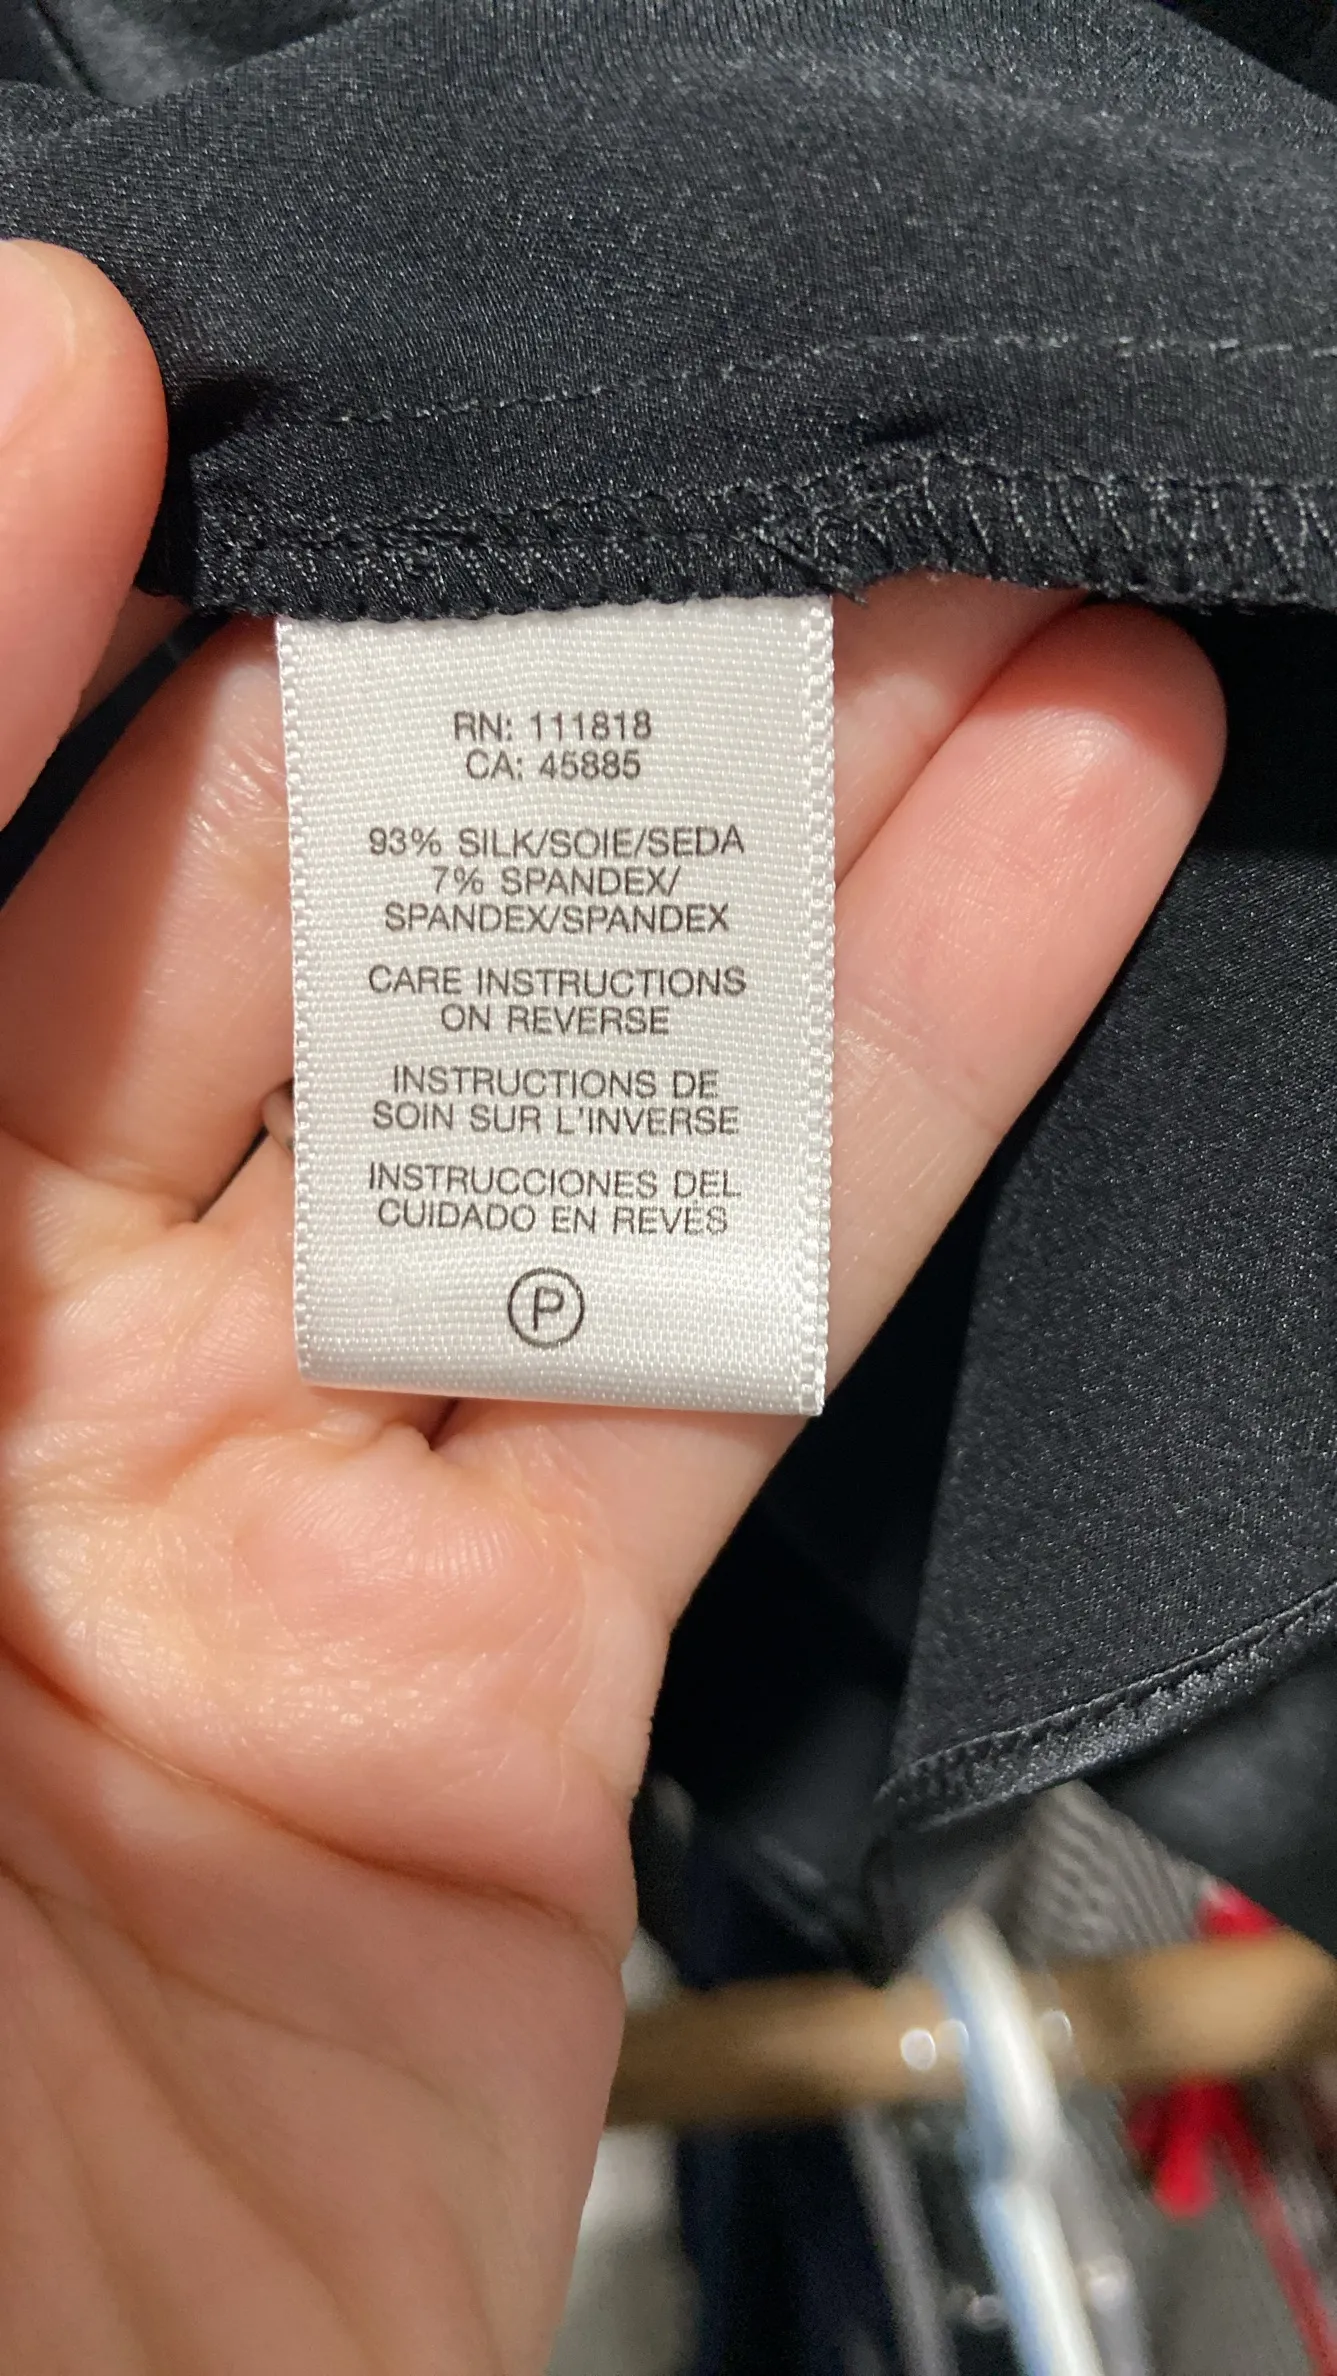 RN: 111818
CA: 45885
93% SILK/SOIE/SEDA
7% SPANDEX/
SPANDEX/SPANDEX
CARE INSTRUCTIONS
ON REVERSE
INSTRUCTIONS DE
SOIN SUR L'INVERSE
INSTRUCCIONES DEL
CUIDADO EN REVÉS
P